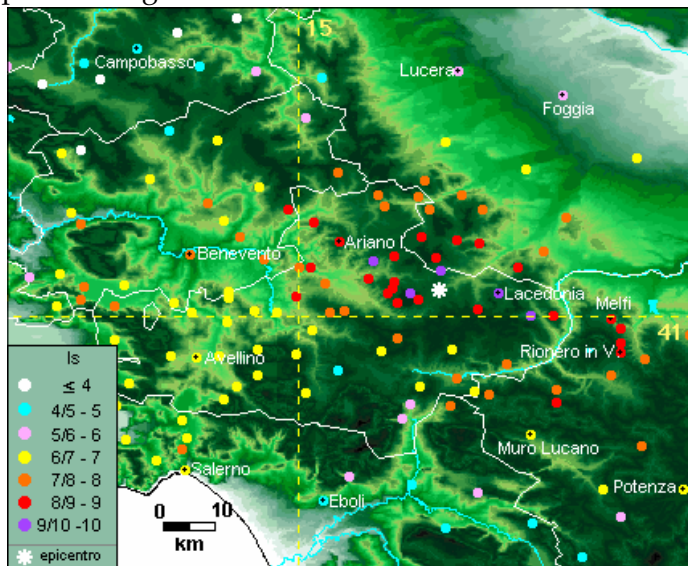 15
Campobasso
Lucera
Foggia
Ariano I.
Benevento
Lacedonia
Melfi
41
Rionero in V.
Avellino
Is
≤ 4
4/5 - 5
5/6 - 6
6/7 - 7
7/8 - 8
8/9 - 9
9/10 -10
epicentro
Muro Lucano
Salerno
Potenza
Eboli
0 10
km